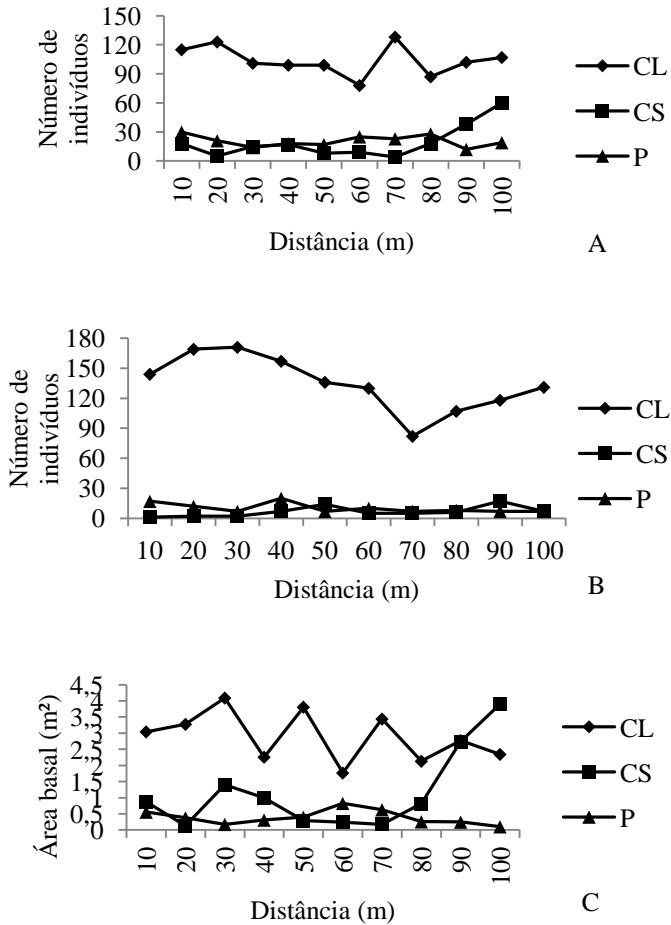 Número de
indivíduos
150
120
90
60
30
0
10 20 30 40 50 60 70 80 90 100
Distância (m)
CL
CS
P
A
Número de
indivíduos
180
150
120
90
60
30
0
10 20 30 40 50 60 70 80 90 100
Distância (m)
CL
CS
P
B
Área basal (m²)
4,5
4
3,5
3
2,5
2
1,5
1
0,5
0
10 20 30 40 50 60 70 80 90 100
Distância (m)
CL
CS
P
C